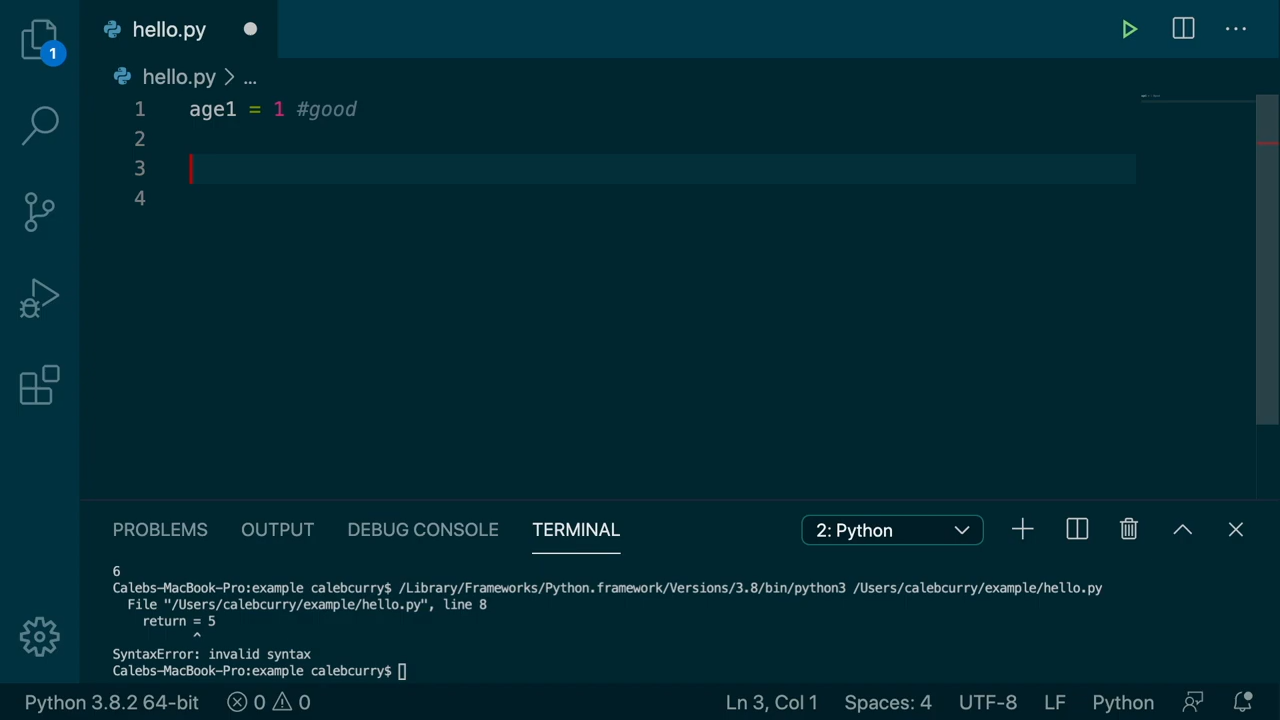 hello.py
1
hello.py > ...
1 age1 = 1 #good
2
3
4
PROBLEMS OUTPUT DEBUG CONSOLE TERMINAL 2: Python
6
Calebs-MacBook-Pro:example calebcurry$ /Library/Frameworks/Python.framework/Versions/3.8/bin/python3 /Users/calebcurry/example/hello.py
File "/Users/calebcurry/example/hello.py", line 8
return = 5
^
SyntaxError: invalid syntax
Calebs-MacBook-Pro:example calebcurry$
Python 3.8.2 64-bit 0 0 Ln 3, Col 1 Spaces: 4 UTF-8 LF Python